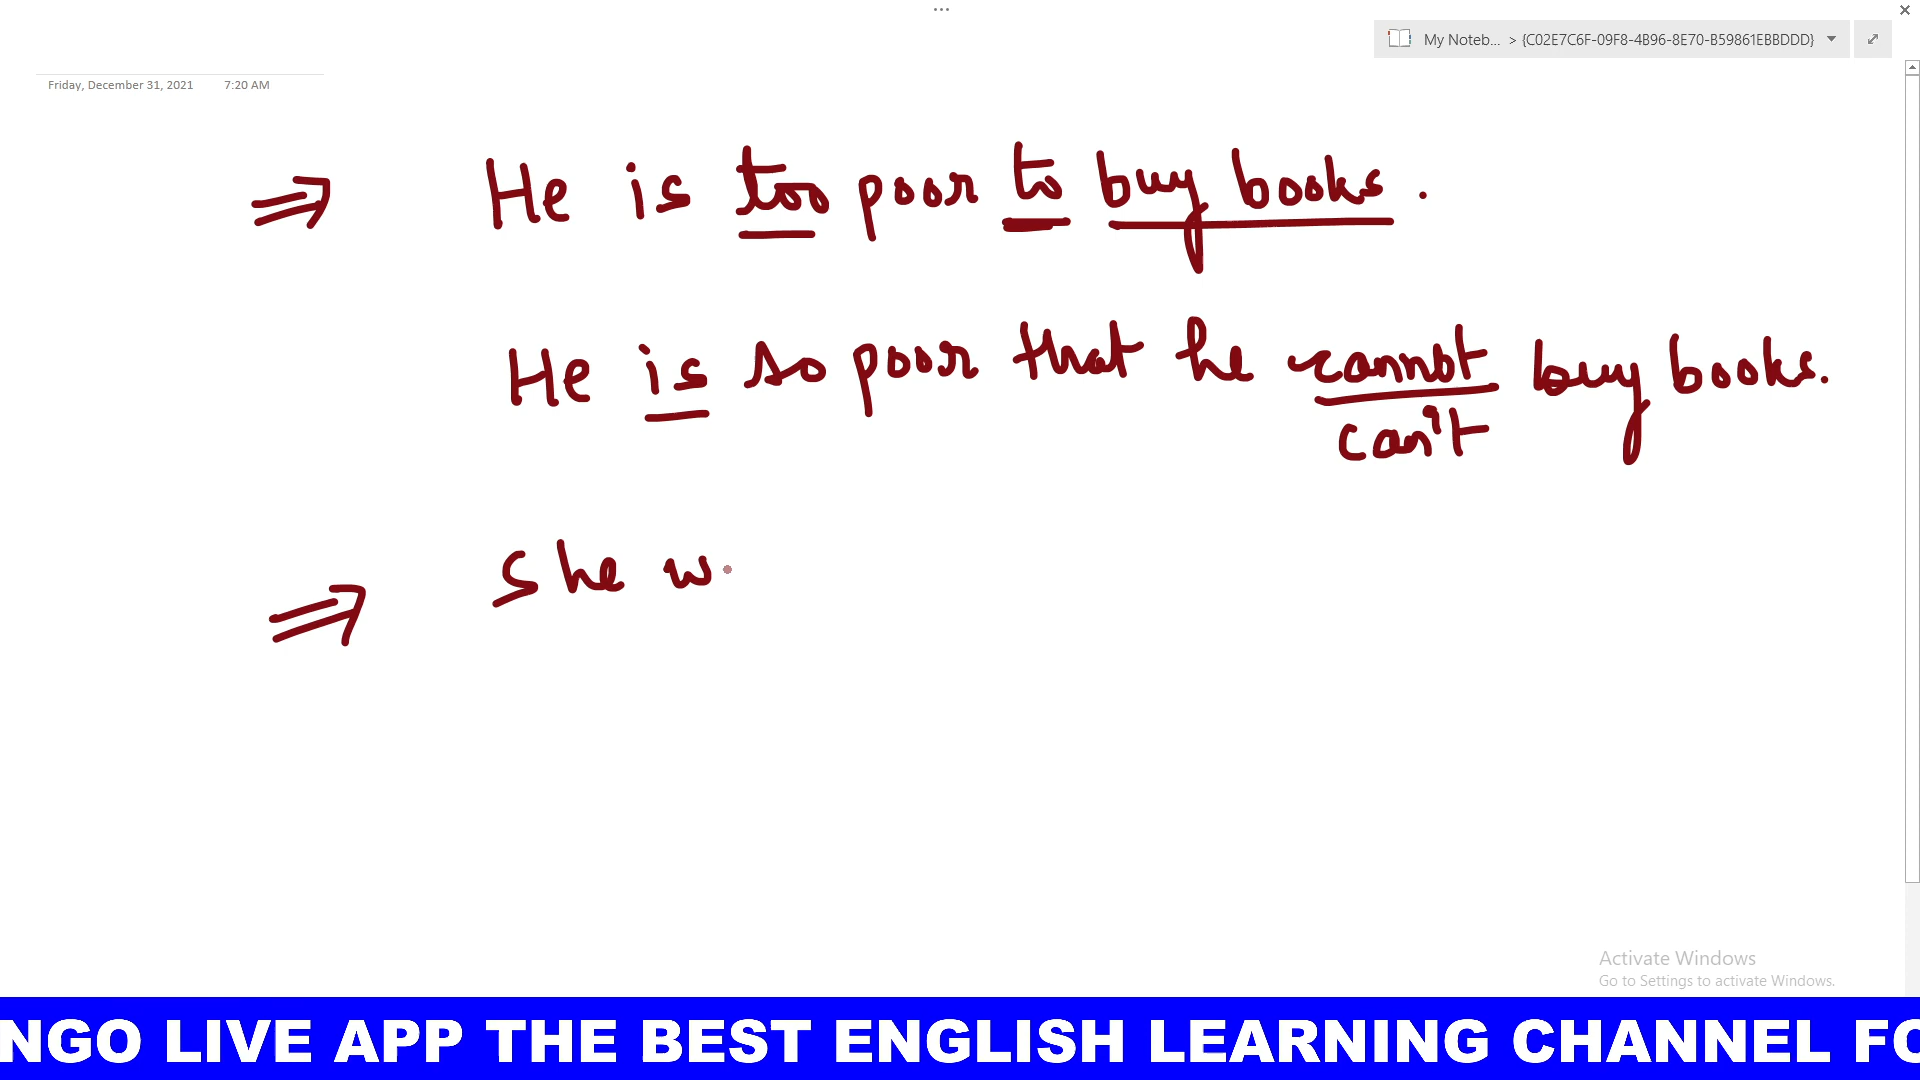 My Noteb... > {C02E7C6F-09F8-4B96-8E70-B59861EBBDDD}
Friday, December 31, 2021 7:20 AM
⇒ He is too poor to buy books.
He is so poor that he cannot buy books.
can't
⇒ She w
Activate Windows
Go to Settings to activate Windows.
NGO LIVE APP THE BEST ENGLISH LEARNING CHANNEL FO